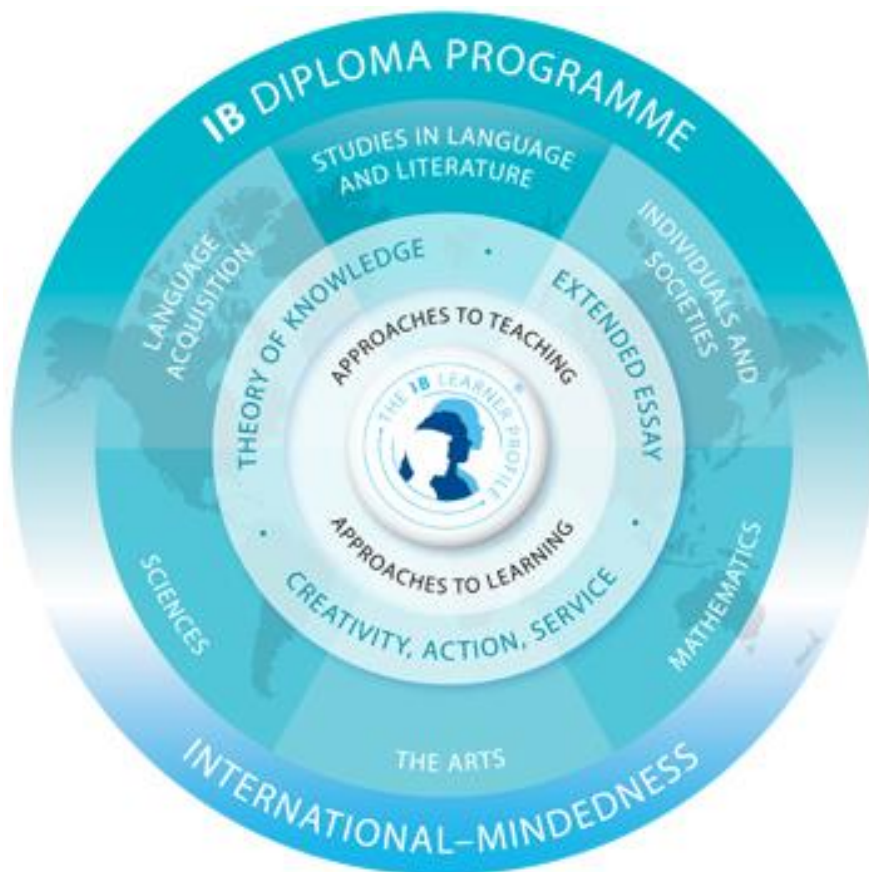 IB DIPLOMA PROGRAMME
STUDIES IN LANGUAGE
AND LITERATURE
LANGUAGE
ACQUISITION
INDIVIDUALS AND
SOCIETIES
THEORY OF KNOWLEDGE
EXTENDED ESSAY
APPROACHES TO TEACHING
THE IB LEARNER PROFILE
®
APPROACHES TO LEARNING
CREATIVITY, ACTION, SERVICE
SCIENCES
MATHEMATICS
THE ARTS
INTERNATIONAL–MINDEDNESS